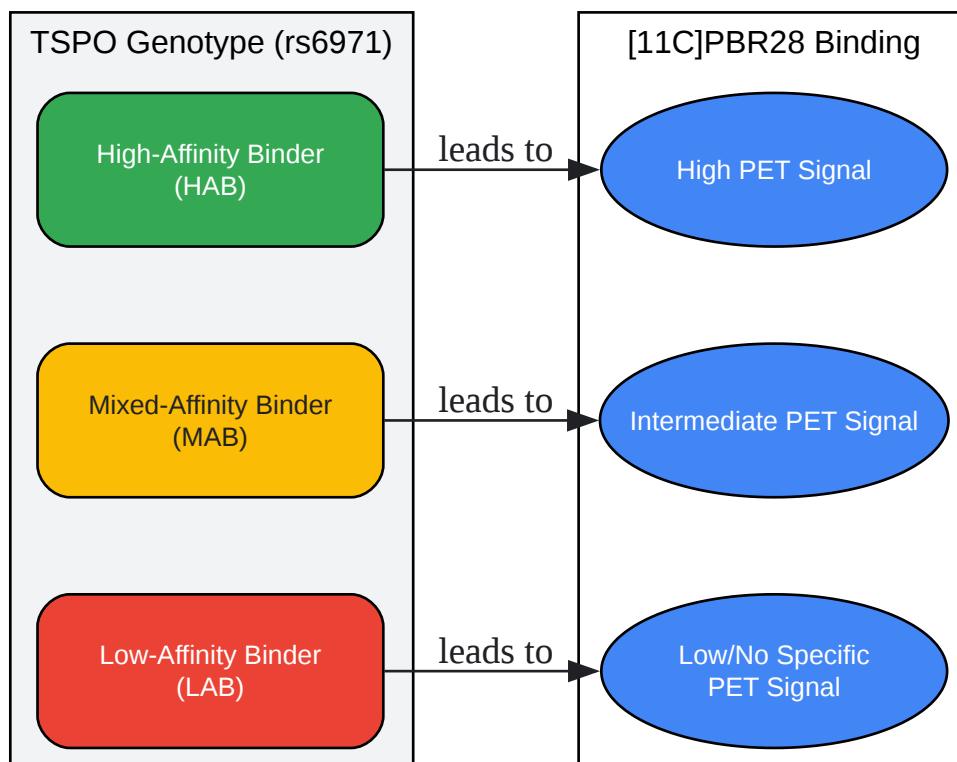 TSPO Genotype (rs6971)
[11C]PBR28 Binding
High-Affinity Binder
(HAB)
leads to
High PET Signal
Mixed-Affinity Binder
(MAB)
leads to
Intermediate PET Signal
Low-Affinity Binder
(LAB)
leads to
Low/No Specific
PET Signal